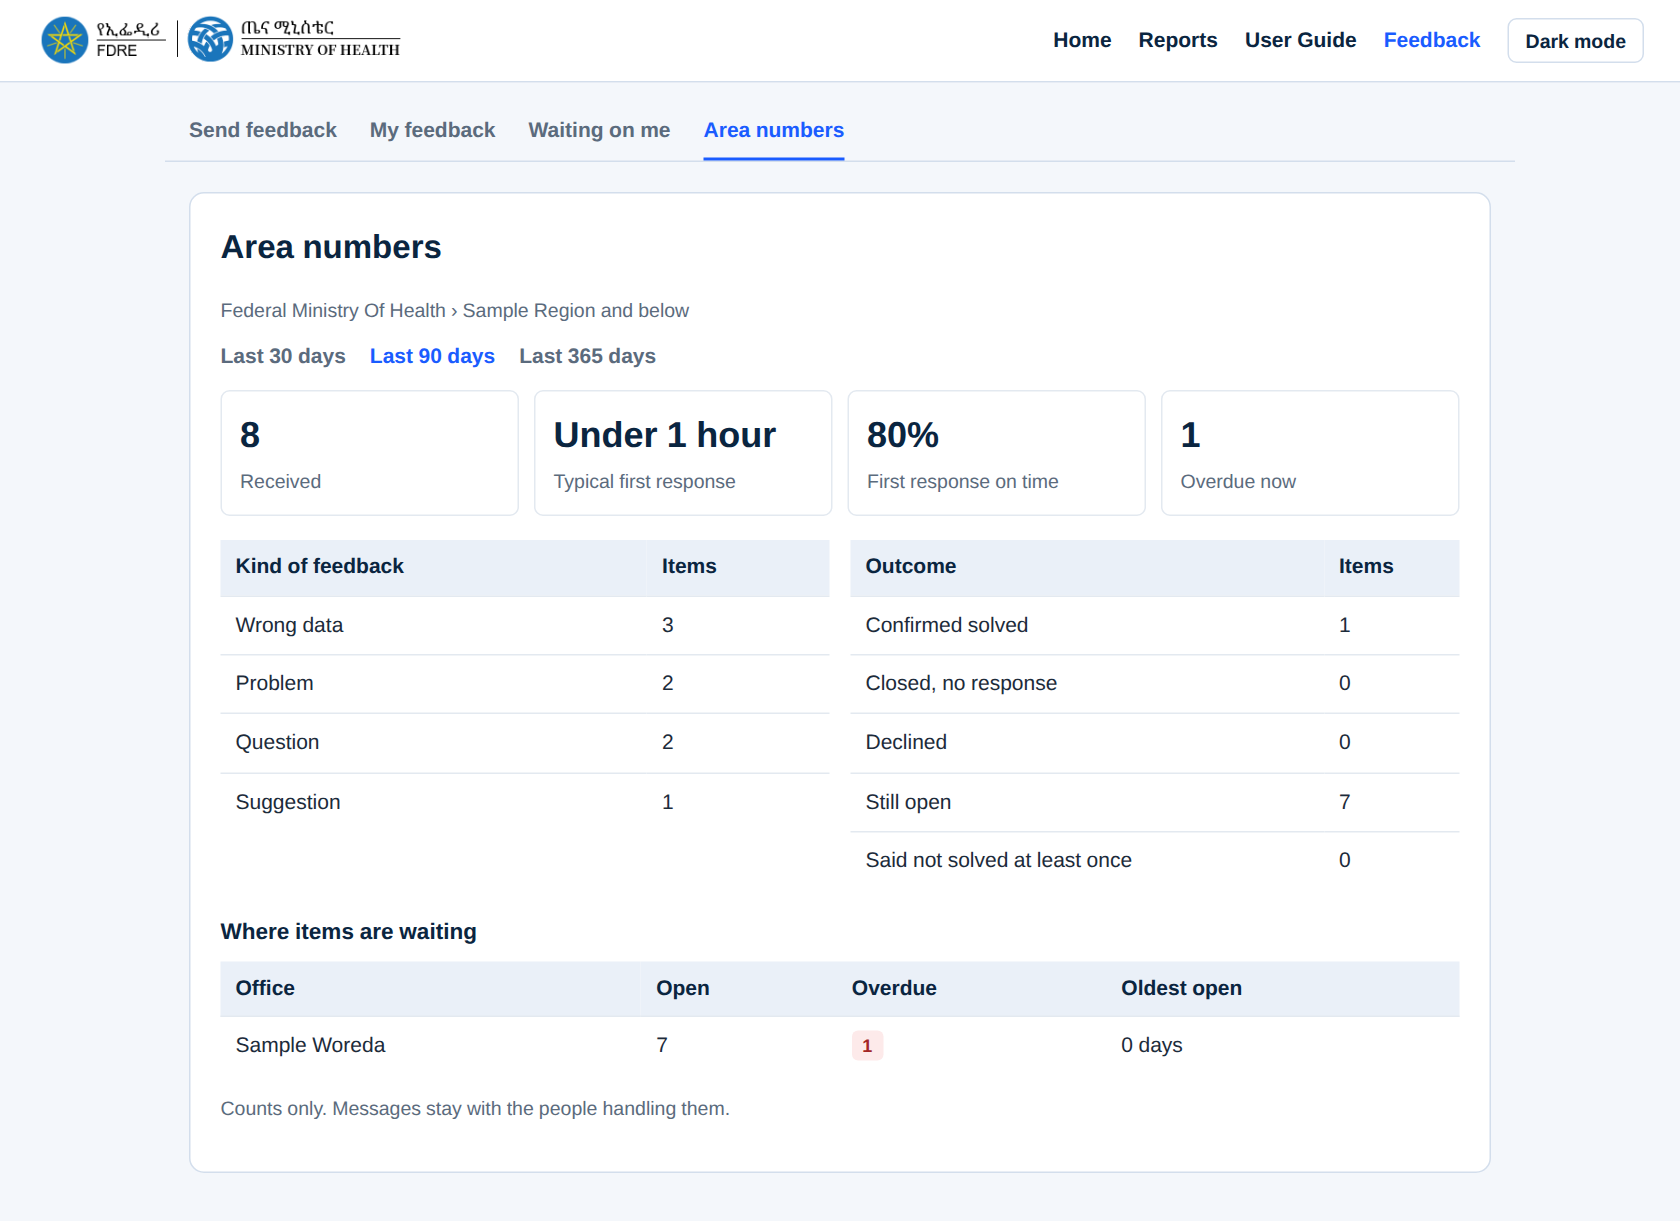 የኢፌዲሪ
FDRE
ጤና ሚኒስቴር
MINISTRY OF HEALTH
Home Reports User Guide Feedback Dark mode
Send feedback My feedback Waiting on me Area numbers
Area numbers
Federal Ministry Of Health › Sample Region and below
Last 30 days Last 90 days Last 365 days
8
Received
Under 1 hour
Typical first response
80%
First response on time
1
Overdue now
Kind of feedback Items
Wrong data 3
Problem 2
Question 2
Suggestion 1
Outcome Items
Confirmed solved 1
Closed, no response 0
Declined 0
Still open 7
Said not solved at least once 0
Where items are waiting
Office Open Overdue Oldest open
Sample Woreda 7 1 0 days
Counts only. Messages stay with the people handling them.